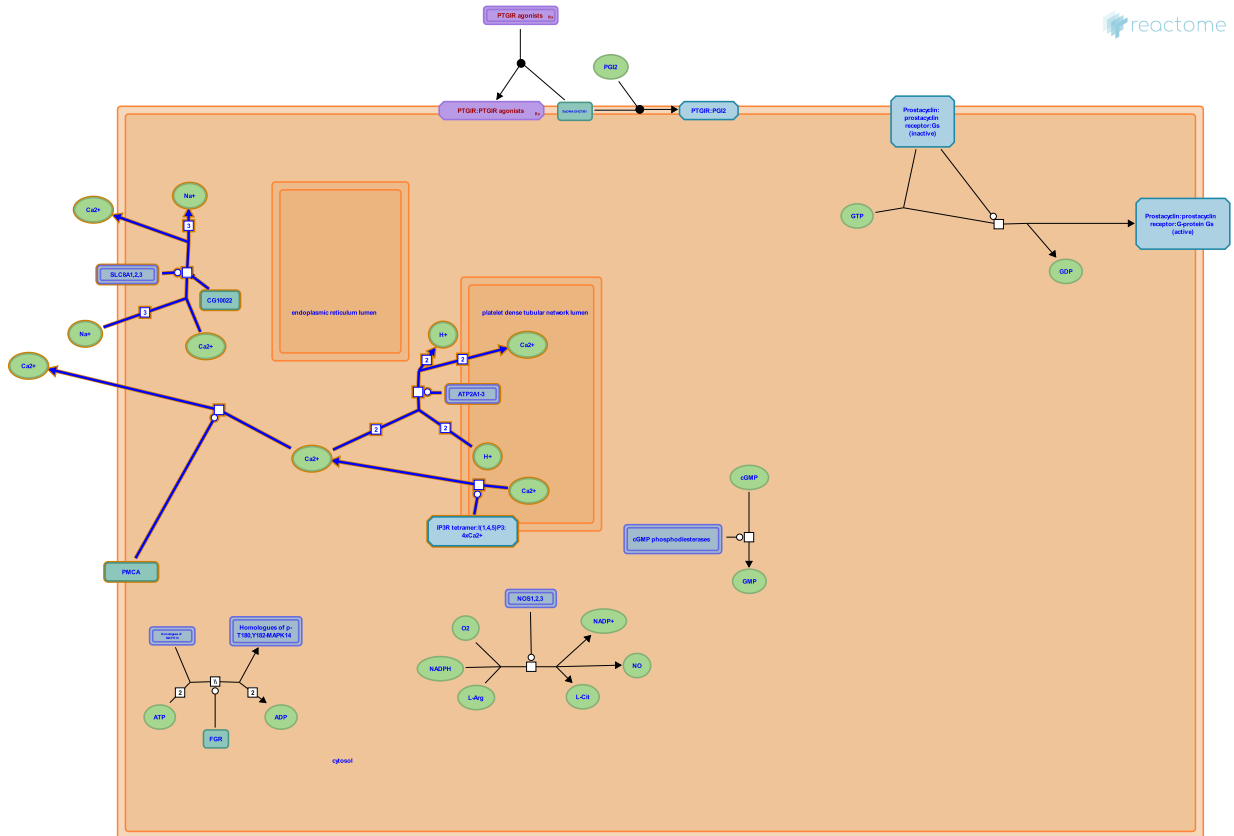 PTGIR agonists
Rx
reactome
PGI2
PTGIR:PTGIR agonists
Rx
PTGIR:PGI2
Prostacyclin:
prostacyclin
receptor:Gs
(inactive)
Na+
Ca2+
3
GTP
Prostacyclin:prostacyclin
receptor:G-protein Gs
(active)
SLC8A1,2,3
GDP
CG10022
3
endoplasmic reticulum lumen
platelet dense tubular network lumen
Na+
H+
Ca2+
Ca2+
2
2
Ca2+
ATP2A1-3
2
2
Ca2+
H+
cGMP
Ca2+
IP3R tetramer:I(1,4,5)P3:
4xCa2+
cGMP phosphodiesterases
PMCA
GMP
NOS1,2,3
Homologues of
Homologues of p-
T180,Y182-MAPK14
O2
NADP+
NADPH
NO
2
2
L-Arg
L-Cit
ATP
ADP
FGR
cytosol